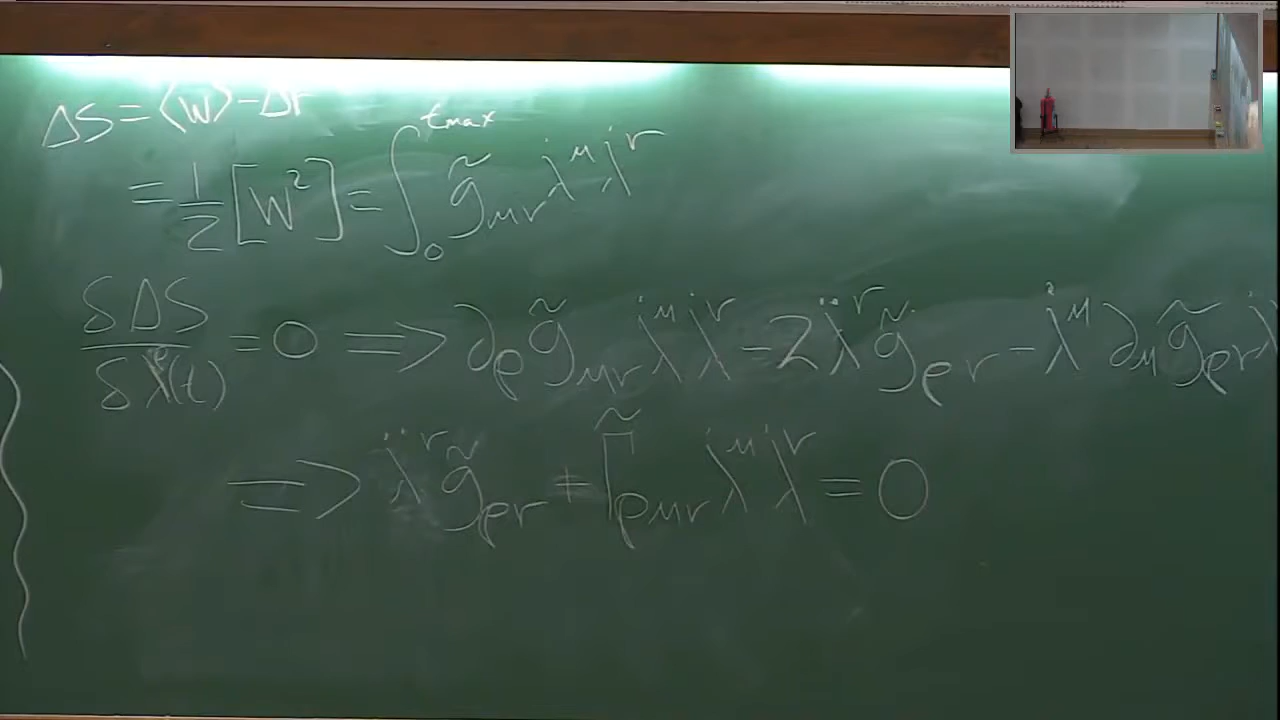 ΔS = ⟨W⟩ - ΔF
= 1/2 [W²] = ∫₀^{t_max} g̃_{μν} λ̇^μ λ̇^ν
δΔS/δλ^ρ(t) = 0 ⟹ ∂_ρ g̃_{μν} λ̇^μ λ̇^ν - 2 λ̈^ν g̃_{ρν} - λ̇^μ ∂_μ g̃_{ρν} λ̇
⟹ λ̈^ν g̃_{ρν} + Γ̃_{ρμν} λ̇^μ λ̇^ν = 0